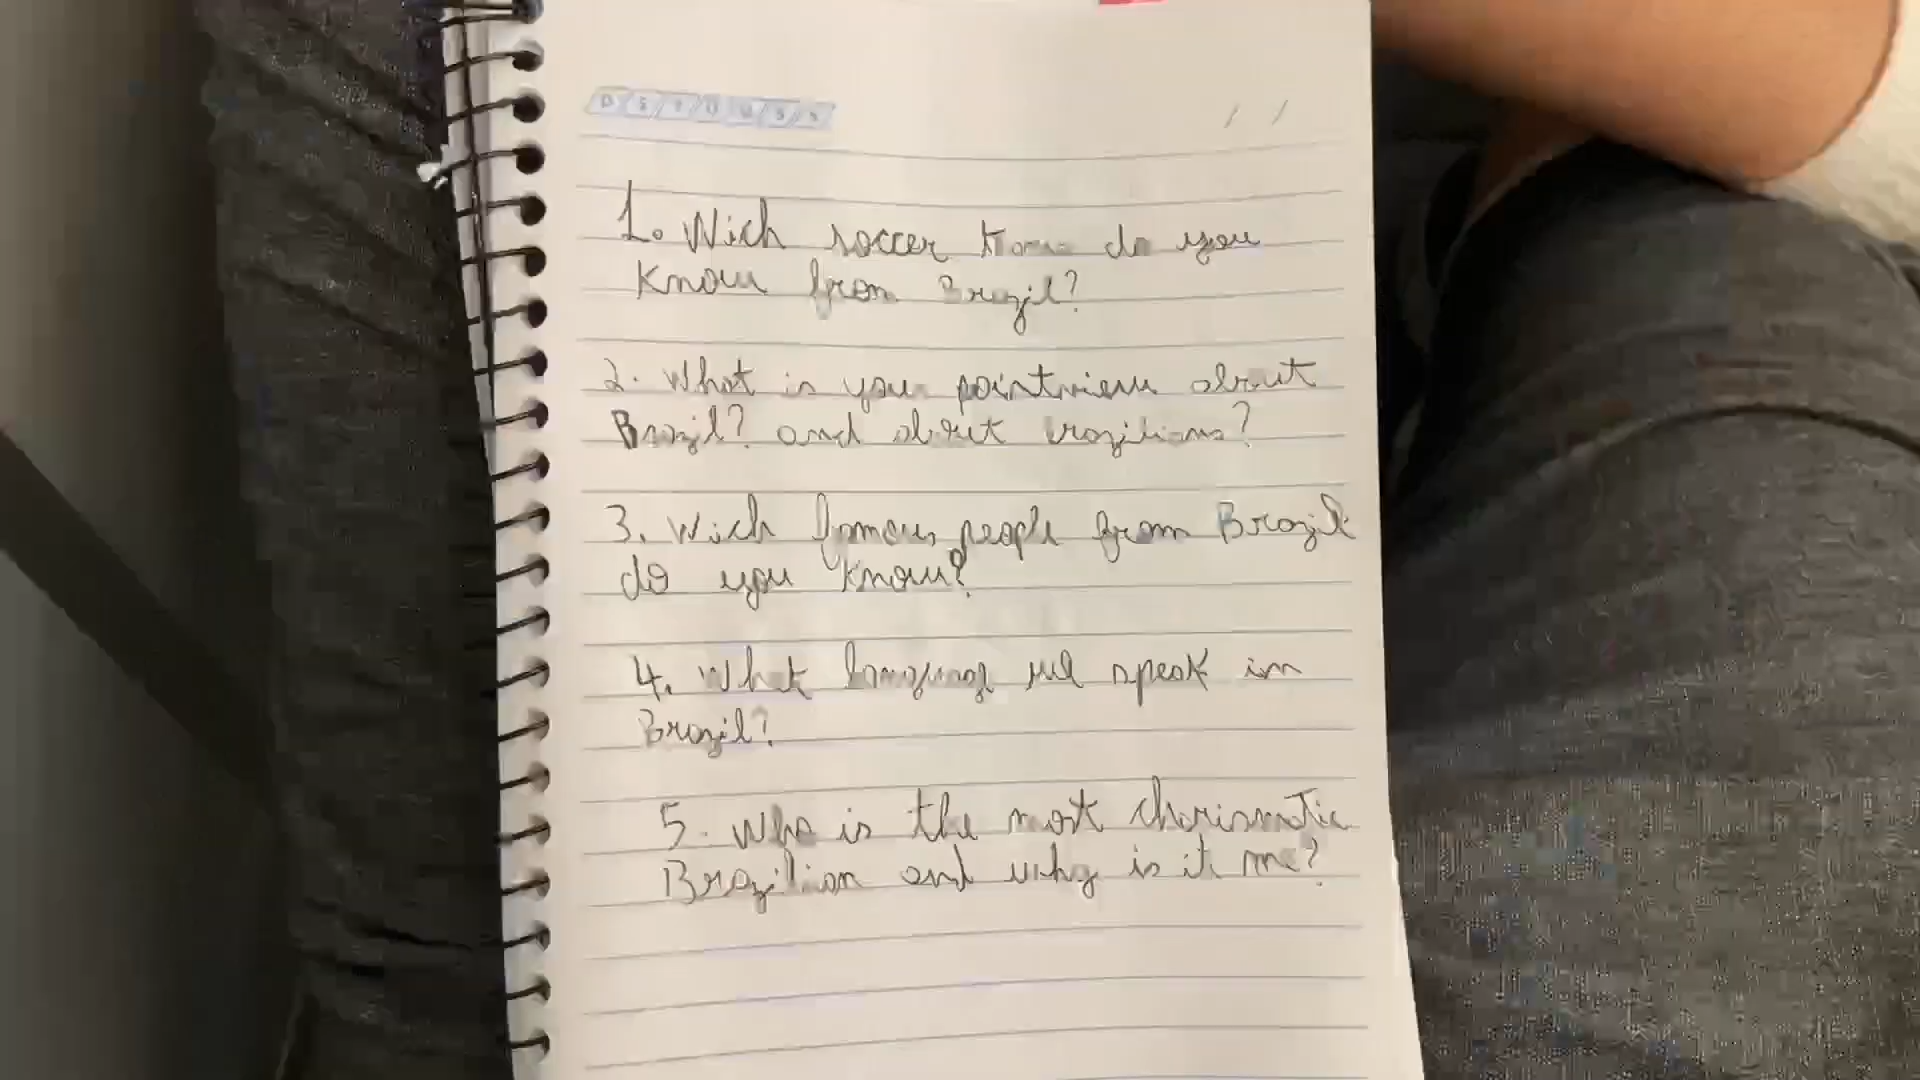 D S T Q Q S S
/ /
1. Wich soccer team do you
know from Brazil?
2. What is your pointview about
Brazil? and about brazilians?
3. Wich famous people from Brazil
do you know?
4. What language we speak in
Brazil?
5. Who is the most charismatic
Brazilian and why is it me?